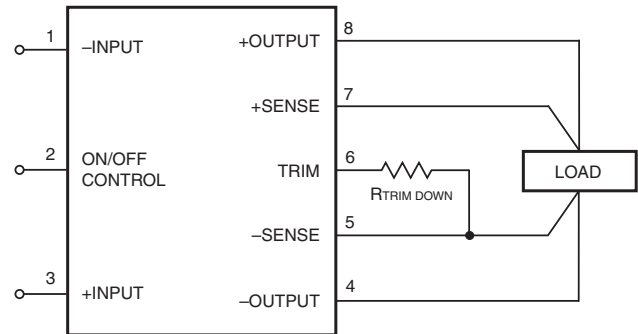 1 –INPUT
+OUTPUT 8
+SENSE 7
2 ON/OFF
CONTROL
TRIM 6
RTRIM DOWN
LOAD
–SENSE 5
3 +INPUT
–OUTPUT 4